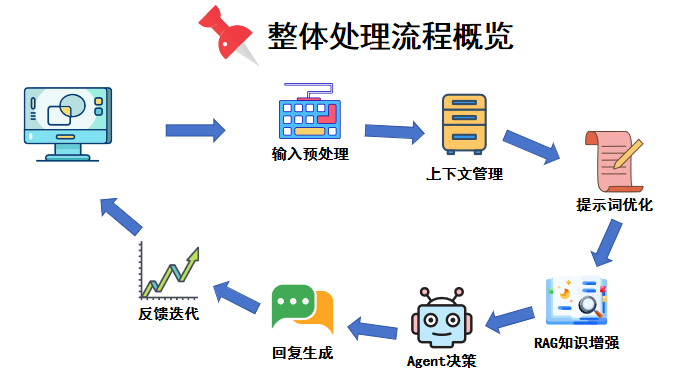 整体处理流程概览
输入预处理
上下文管理
提示词优化
RAG知识增强
Agent决策
回复生成
反馈迭代